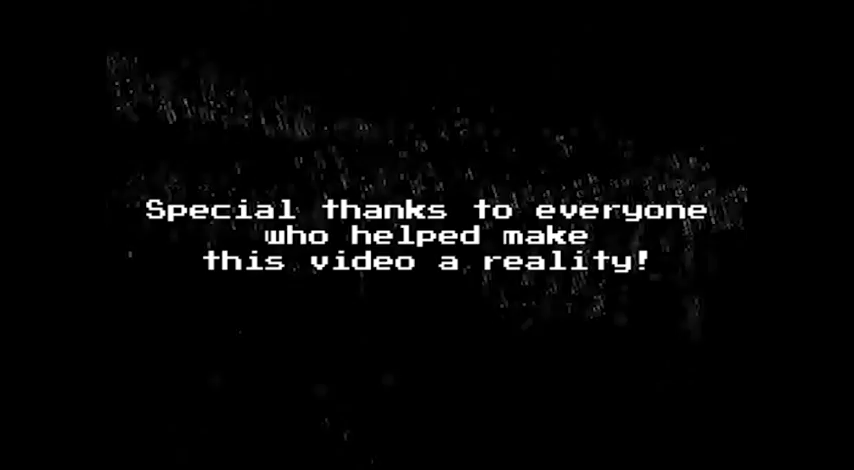 Special thanks to everyone
who helped make
this video a reality!